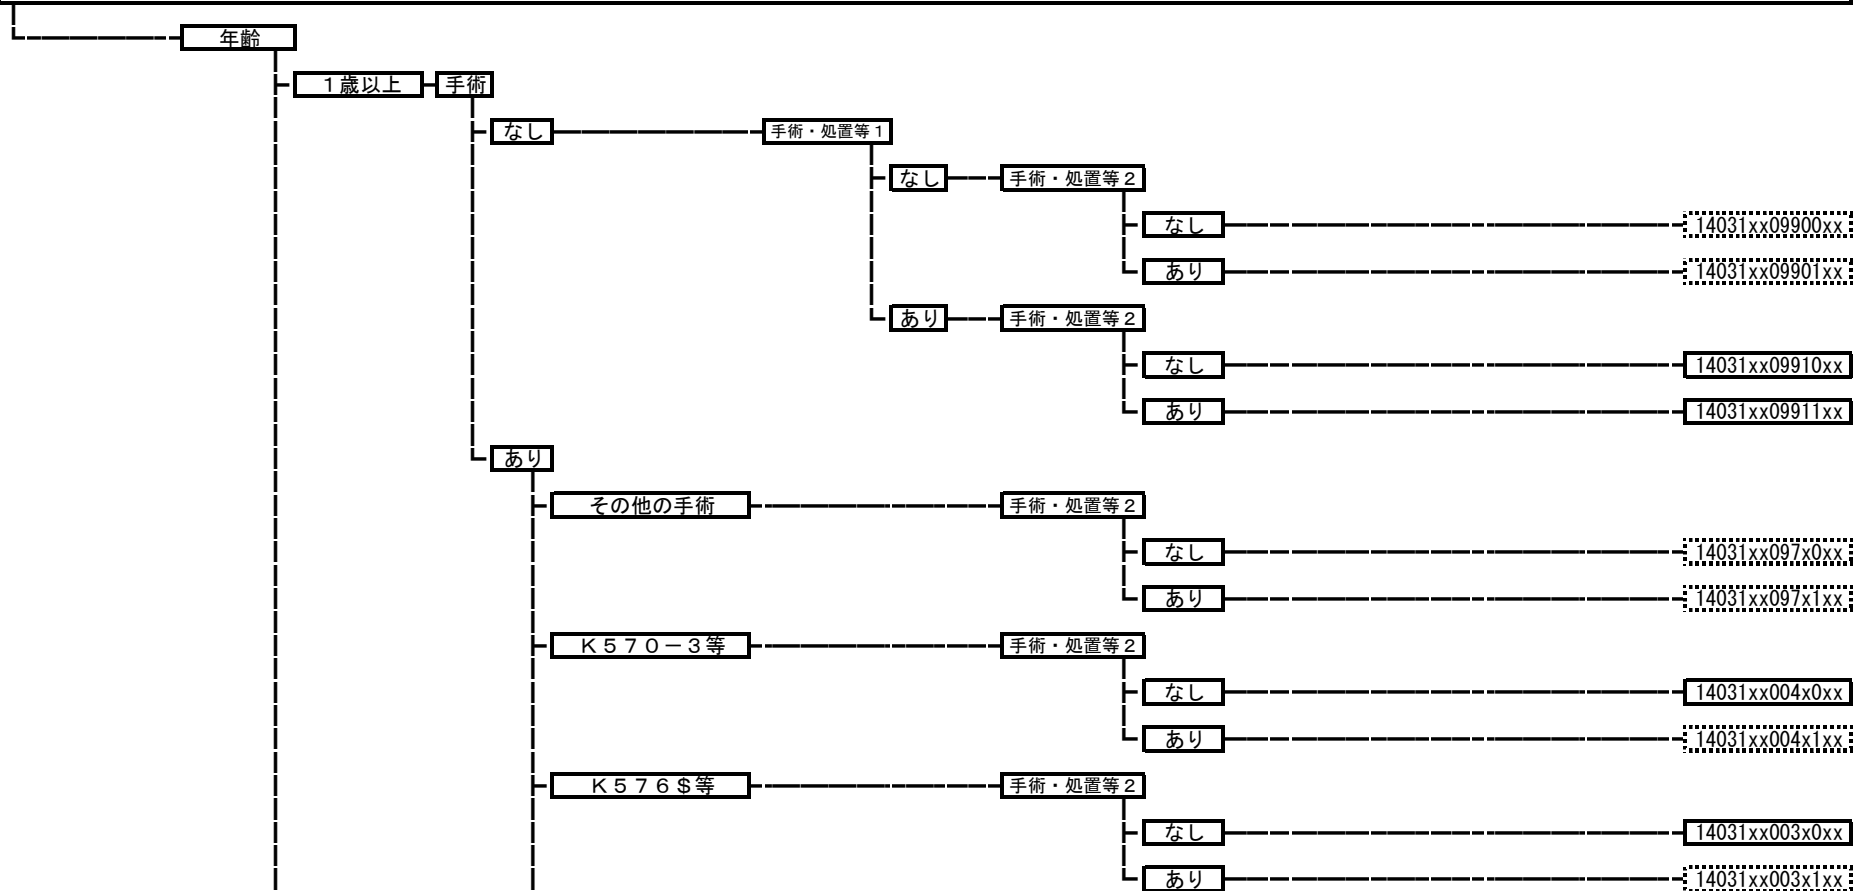 年齢
１歳以上 手術
なし 手術・処置等１
なし 手術・処置等２
なし 14031xx09900xx
あり 14031xx09901xx
あり 手術・処置等２
なし 14031xx09910xx
あり 14031xx09911xx
あり
その他の手術 手術・処置等２
なし 14031xx097x0xx
あり 14031xx097x1xx
Ｋ５７０－３等 手術・処置等２
なし 14031xx004x0xx
あり 14031xx004x1xx
Ｋ５７６＄等 手術・処置等２
なし 14031xx003x0xx
あり 14031xx003x1xx